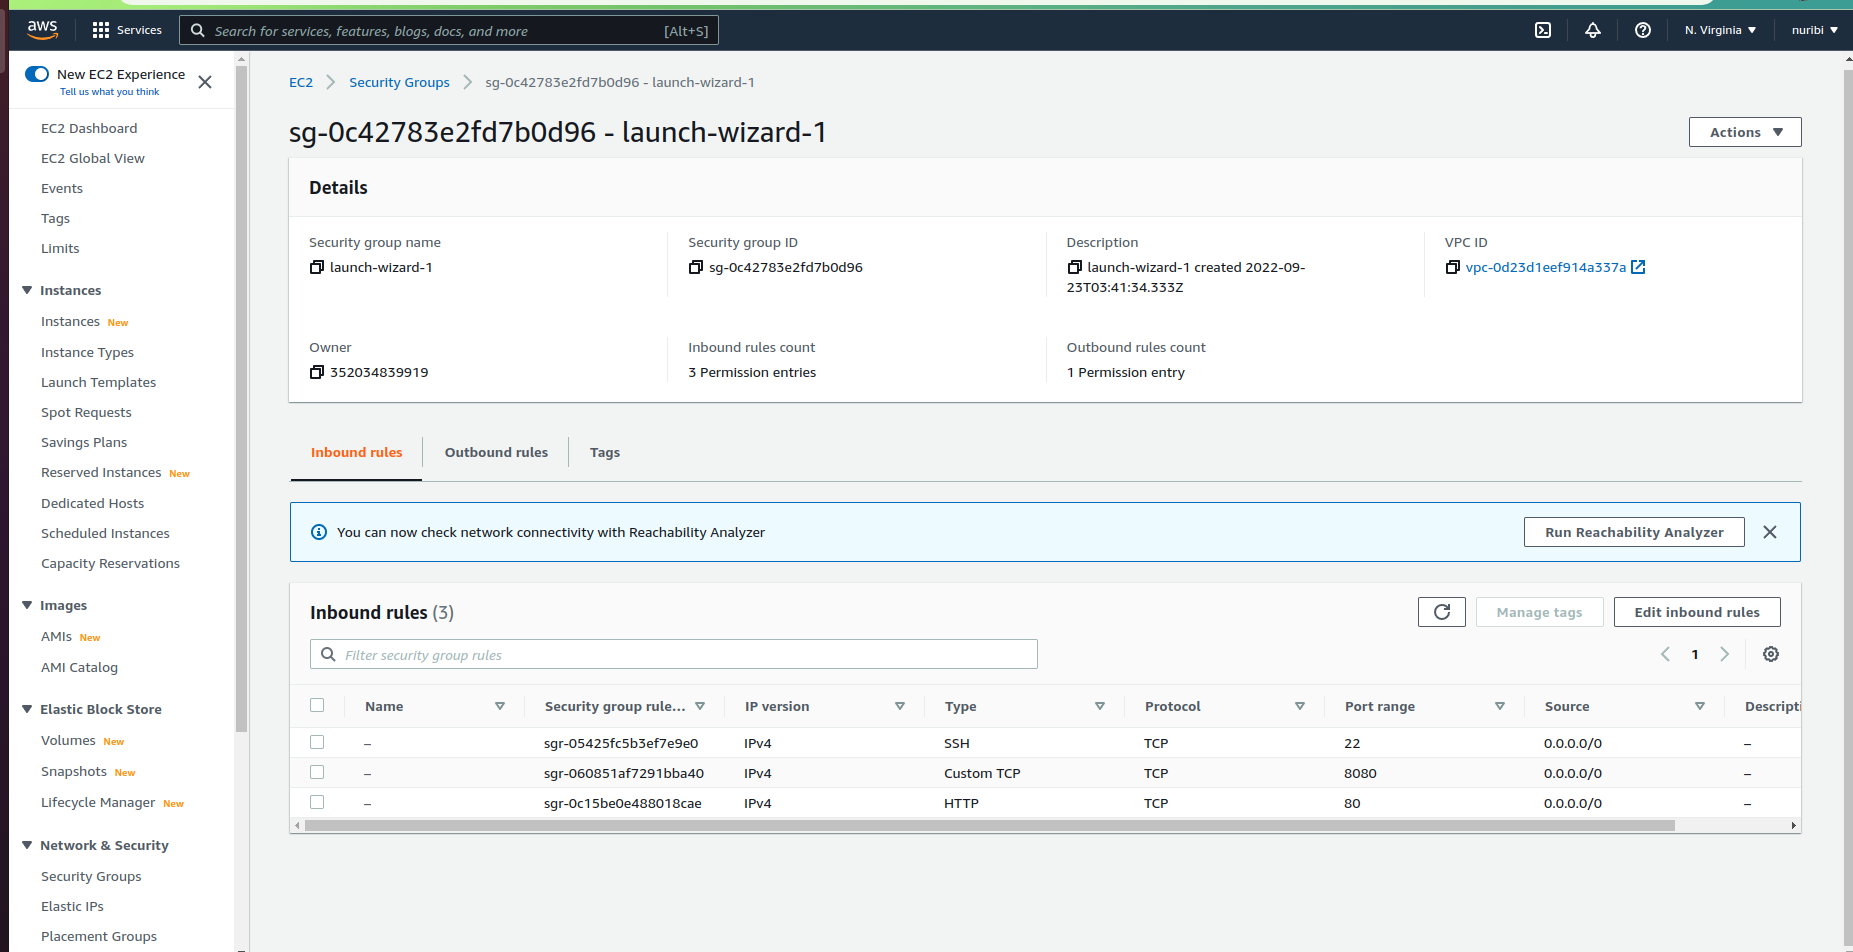 aws
Services
Search for services, features, blogs, docs, and more
[Alt+S]
N. Virginia
nuribi
New EC2 Experience
Tell us what you think
EC2 Dashboard
EC2 Global View
Events
Tags
Limits
Instances
Instances New
Instance Types
Launch Templates
Spot Requests
Savings Plans
Reserved Instances New
Dedicated Hosts
Scheduled Instances
Capacity Reservations
Images
AMIs New
AMI Catalog
Elastic Block Store
Volumes New
Snapshots New
Lifecycle Manager New
Network & Security
Security Groups
Elastic IPs
Placement Groups
EC2 Security Groups sg-0c42783e2fd7b0d96 - launch-wizard-1
sg-0c42783e2fd7b0d96 - launch-wizard-1
Actions
Details
Security group name
launch-wizard-1
Security group ID
sg-0c42783e2fd7b0d96
Description
launch-wizard-1 created 2022-09-
23T03:41:34.333Z
VPC ID
vpc-0d23d1eef914a337a
Owner
352034839919
Inbound rules count
3 Permission entries
Outbound rules count
1 Permission entry
Inbound rules Outbound rules Tags
You can now check network connectivity with Reachability Analyzer
Run Reachability Analyzer
Inbound rules (3)
Manage tags
Edit inbound rules
Filter security group rules
1
Name Security group rule... IP version Type Protocol Port range Source Descripti
– sgr-05425fc5b3ef7e9e0 IPv4 SSH TCP 22 0.0.0.0/0 –
– sgr-060851af7291bba40 IPv4 Custom TCP TCP 8080 0.0.0.0/0 –
– sgr-0c15be0e488018cae IPv4 HTTP TCP 80 0.0.0.0/0 –